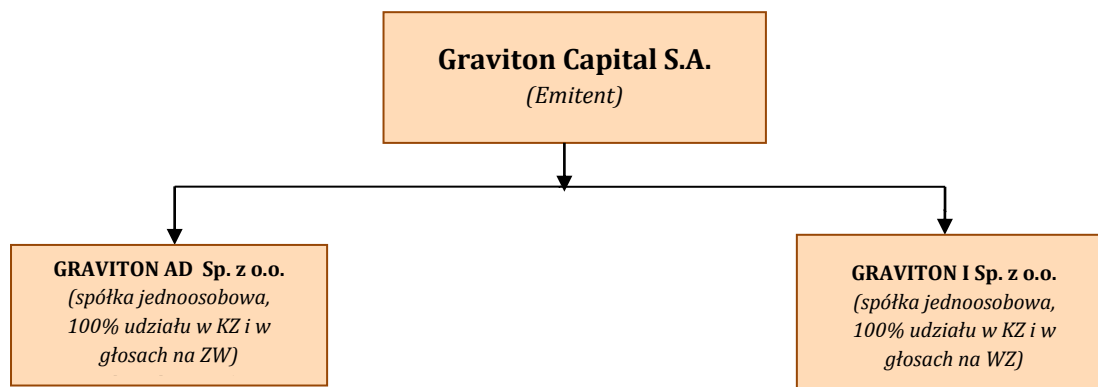 Graviton Capital S.A.
(Emitent)
GRAVITON AD Sp. z o.o.
(spółka jednoosobowa,
100% udziału w KZ i w
głosach na ZW)
GRAVITON I Sp. z o.o.
(spółka jednoosobowa,
100% udziału w KZ i w
głosach na WZ)